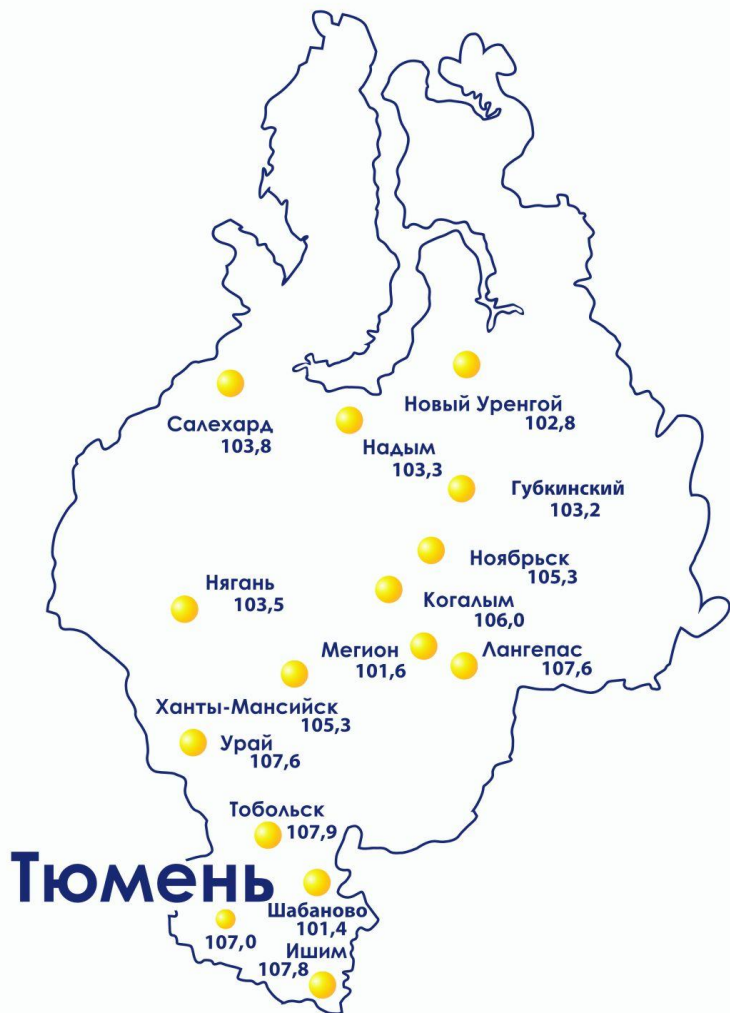 Новый Уренгой
102,8
Салехард
103,8
Надым
103,3
Губкинский
103,2
Ноябрьск
105,3
Нягань
103,5
Когалым
106,0
Мегион
101,6
Лангепас
107,6
Ханты-Мансийск
105,3
Урай
107,6
Тобольск
107,9
Тюмень
107,0
Шабаново
101,4
Ишим
107,8